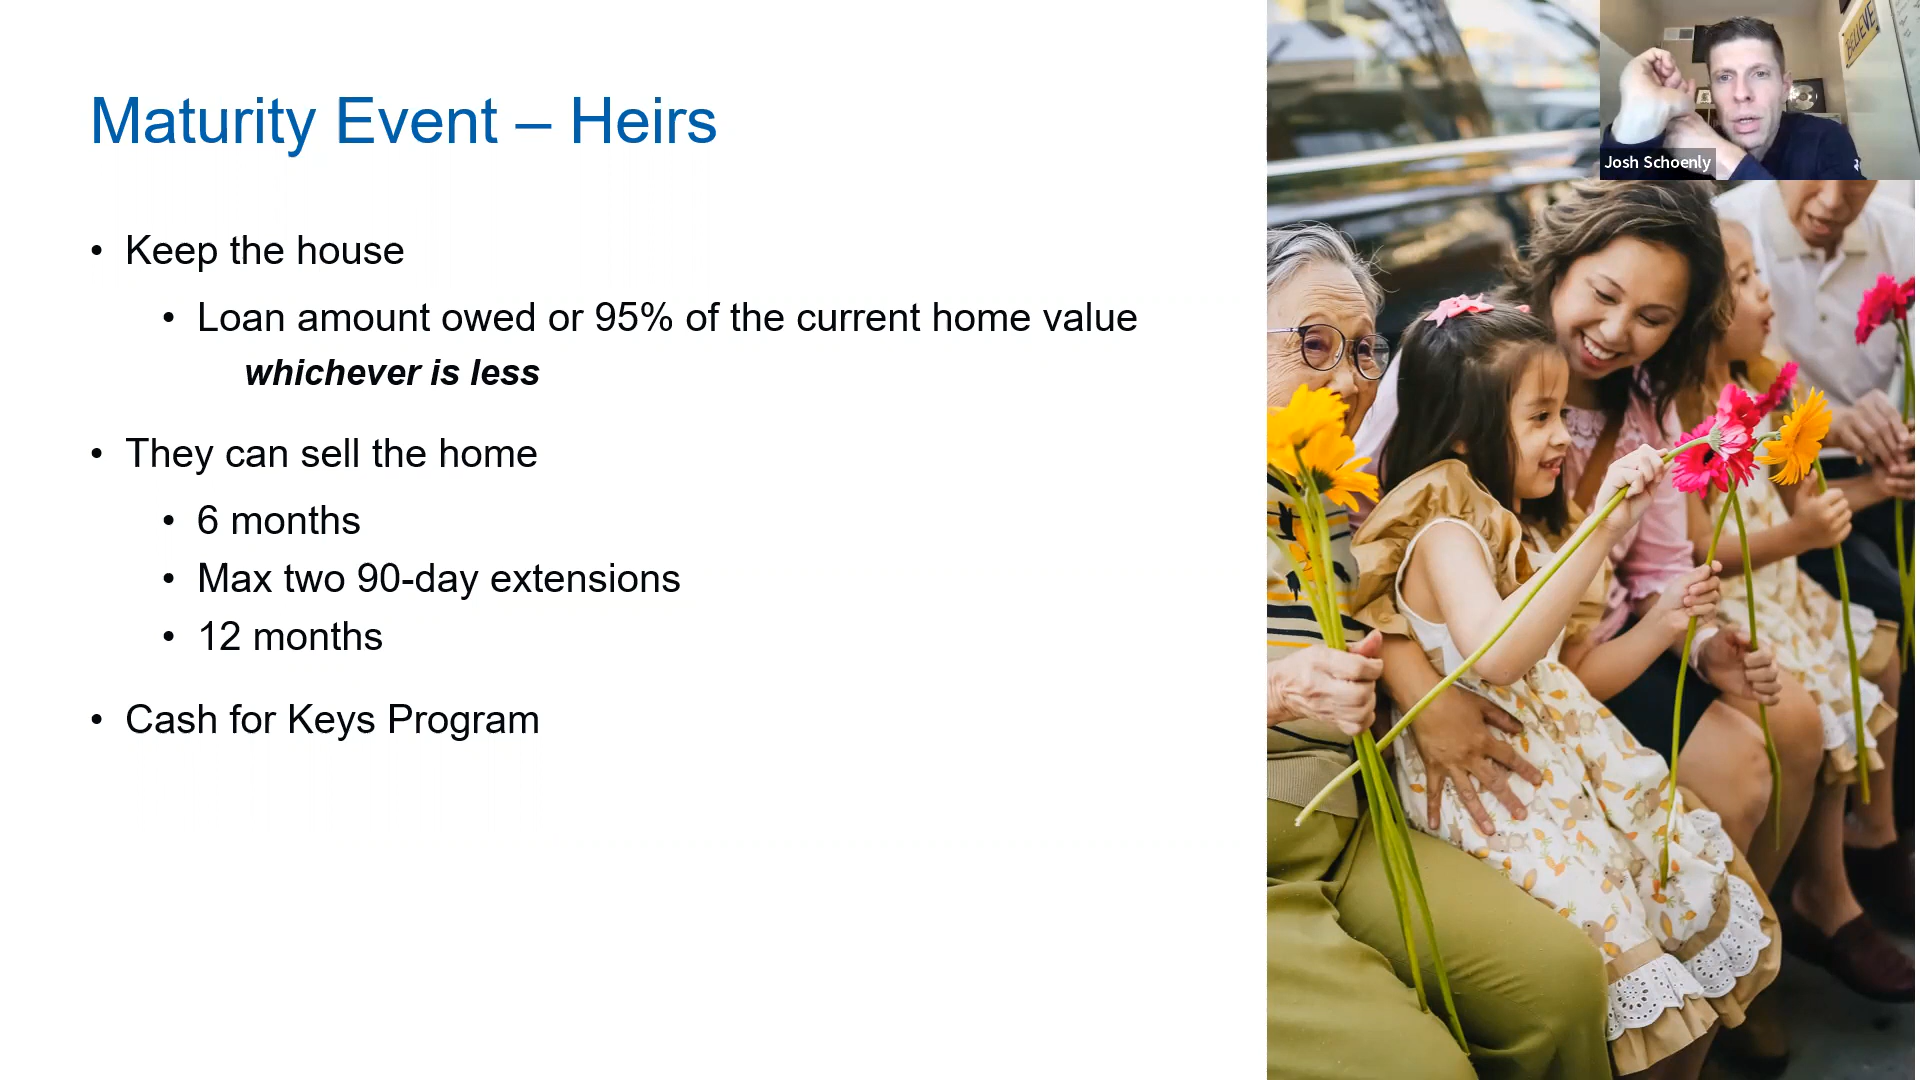 Maturity Event – Heirs
• Keep the house
• Loan amount owed or 95% of the current home value
whichever is less
• They can sell the home
• 6 months
• Max two 90-day extensions
• 12 months
• Cash for Keys Program
BELIEVE
Josh Schoenly